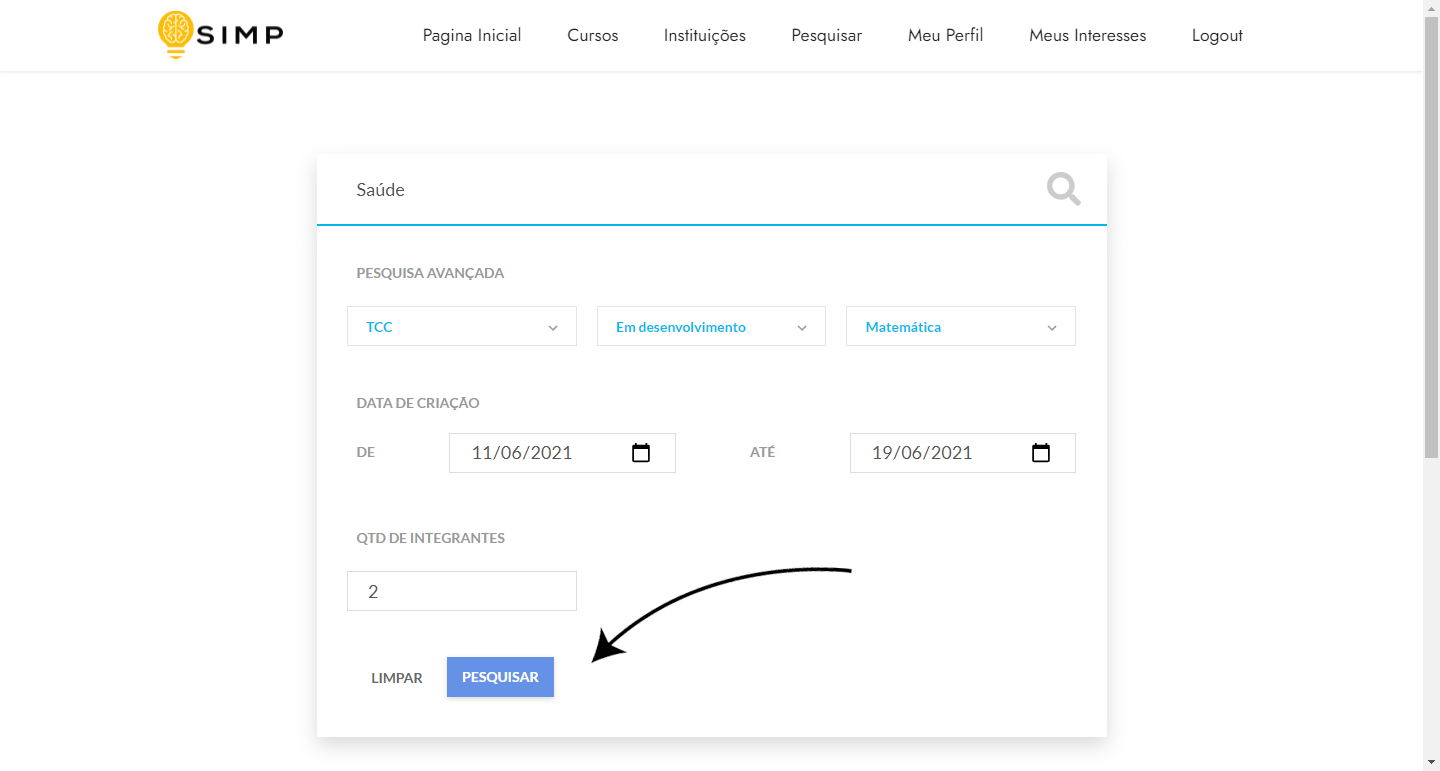 SIMP
Pagina Inicial Cursos Instituições Pesquisar Meu Perfil Meus Interesses Logout
Saúde
PESQUISA AVANÇADA
TCC Em desenvolvimento Matemática
DATA DE CRIAÇÃO
DE 11/06/2021 ATÉ 19/06/2021
QTD DE INTEGRANTES
2
LIMPAR PESQUISAR